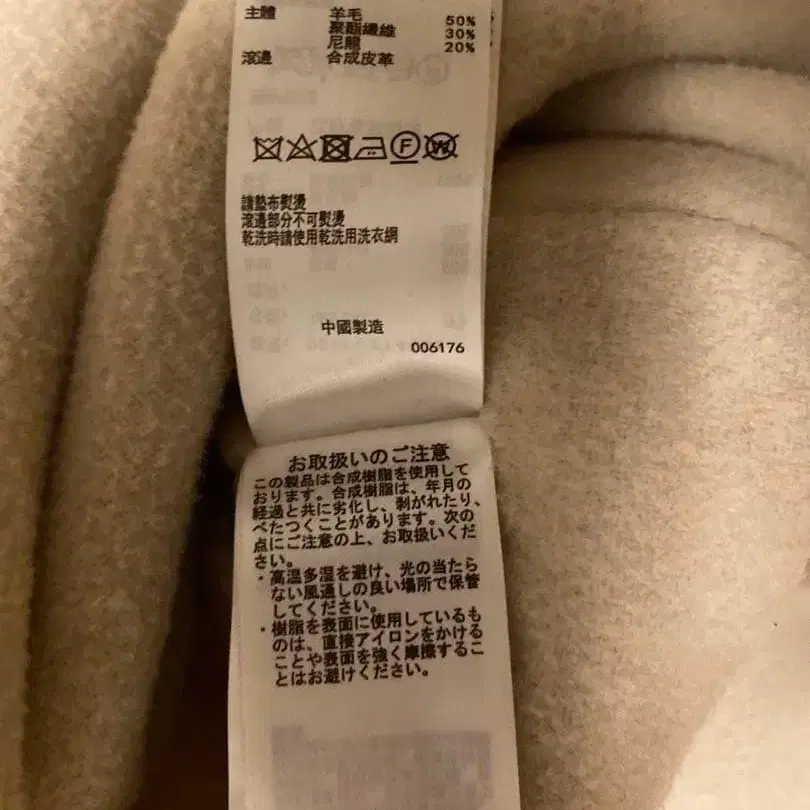 主體 羊毛 50%
聚酯纖維 30%
尼龍 20%
滾邊 合成皮革
F
W
請墊布熨燙
滾邊部分不可熨燙
乾洗時請使用乾洗用洗衣網
中國製造
006176
お取扱いのご注意
この製品は合成樹脂を使用して
おります。合成樹脂は、年月の
経過と共に劣化し、剥がれたり、
べたつくことがあります。次の
点にご注意の上、お取扱いくだ
さい。
・高温多湿を避け、光の当たら
ない風通しの良い場所で保管
してください。
・樹脂を表面に使用しているも
のは、直接アイロンをかける
ことや表面を強く摩擦するこ
とはお避けください。